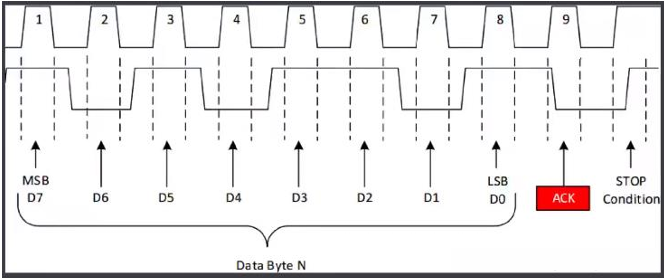 1 2 3 4 5 6 7 8 9
MSB LSB STOP
D7 D6 D5 D4 D3 D2 D1 D0 ACK Condition
Data Byte N